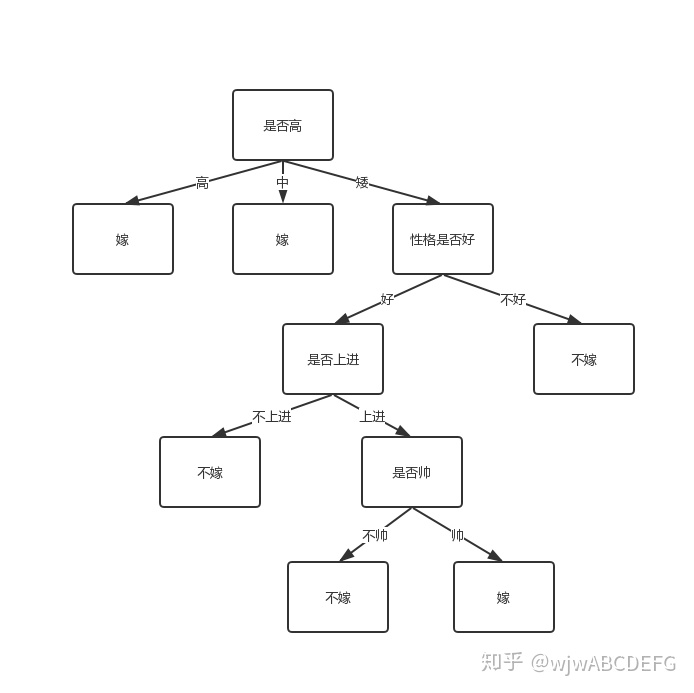 是否高
高
中
矮
嫁
嫁
性格是否好
好
不好
是否上进
不嫁
不上进
上进
不嫁
是否帅
不帅
帅
不嫁
嫁
知乎 @wjwABCDEFG